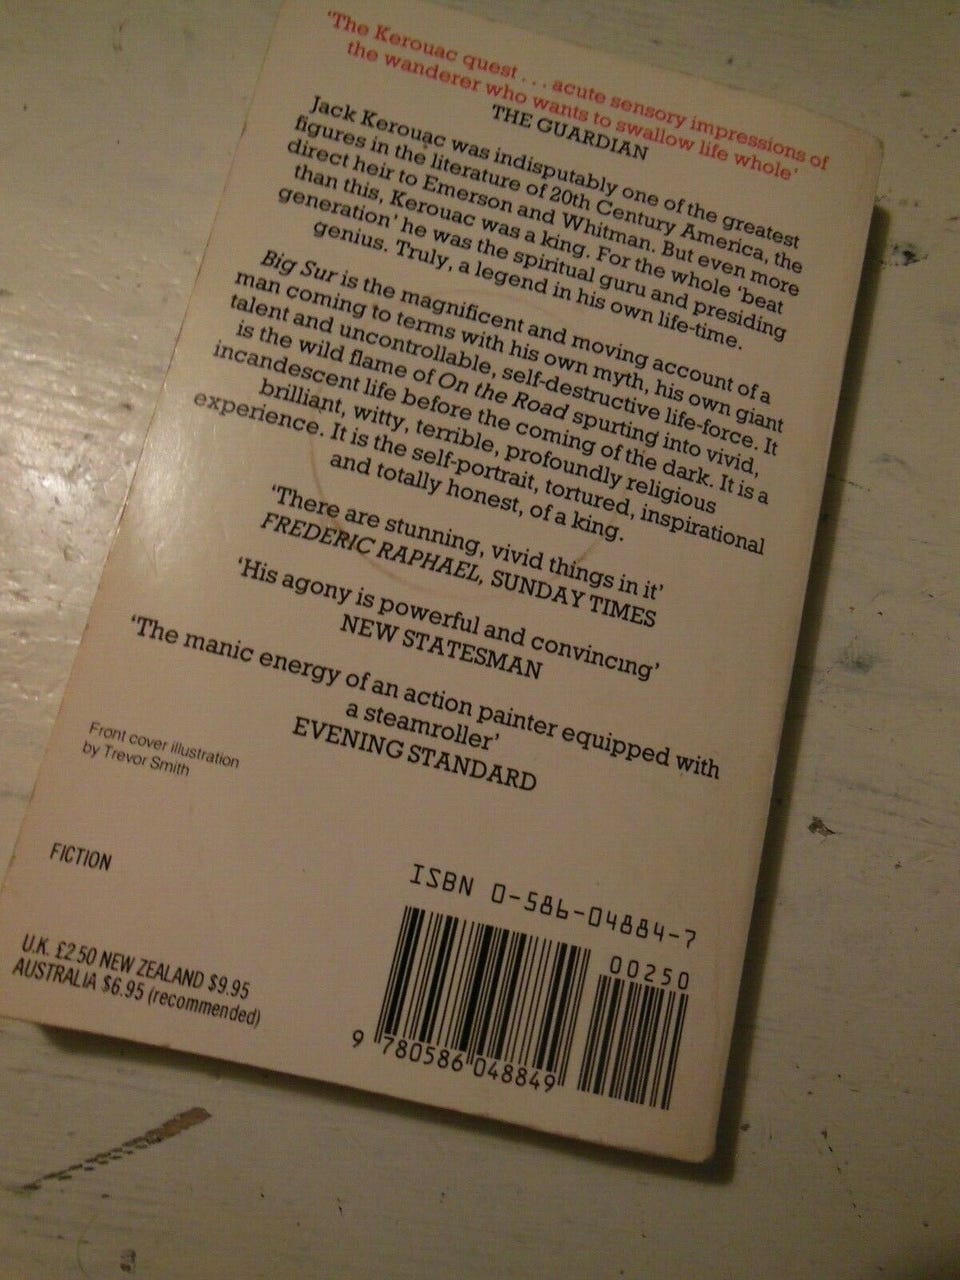 'The Kerouac quest . . . acute sensory impressions of
the wanderer who wants to swallow life whole'
THE GUARDIAN
Jack Kerouac was indisputably one of the greatest
figures in the literature of 20th Century America, the
direct heir to Emerson and Whitman. But even more
than this, Kerouac was a king. For the whole 'beat
generation' he was the spiritual guru and presiding
genius. Truly, a legend in his own life-time.
Big Sur is the magnificent and moving account of a
man coming to terms with his own myth, his own giant
talent and uncontrollable, self-destructive life-force. It
is the wild flame of On the Road spurting into vivid,
incandescent life before the coming of the dark. It is a
brilliant, witty, terrible, profoundly religious
experience. It is the self-portrait, tortured, inspirational
and totally honest, of a king.
'There are stunning, vivid things in it'
FREDERIC RAPHAEL, SUNDAY TIMES
'His agony is powerful and convincing'
NEW STATESMAN
'The manic energy of an action painter equipped with
a steamroller'
EVENING STANDARD
Front cover illustration
by Trevor Smith
FICTION
U.K. £2.50 NEW ZEALAND $9.95
AUSTRALIA $6.95 (recommended)
ISBN 0-586-04884-7
00250
9 780586 048849